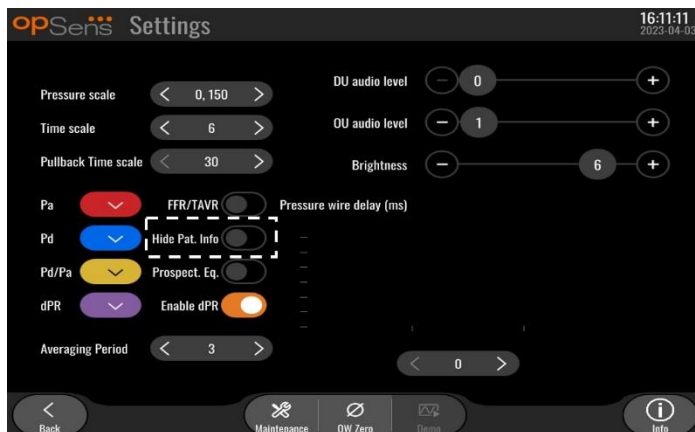 opSens Settings
16:11:11
2023-04-03
Pressure scale < 0, 150 >
Time scale < 6 >
Pullback Time scale < 30 >
DU audio level − 0 +
OU audio level − 1 +
Brightness − 6 +
Pa FFR/TAVR Pressure wire delay (ms)
Pd Hide Pat. Info
Pd/Pa Prospect. Eq.
dPR Enable dPR
Averaging Period < 3 >
< 0 >
Back Maintenance OW Zero Demo Info